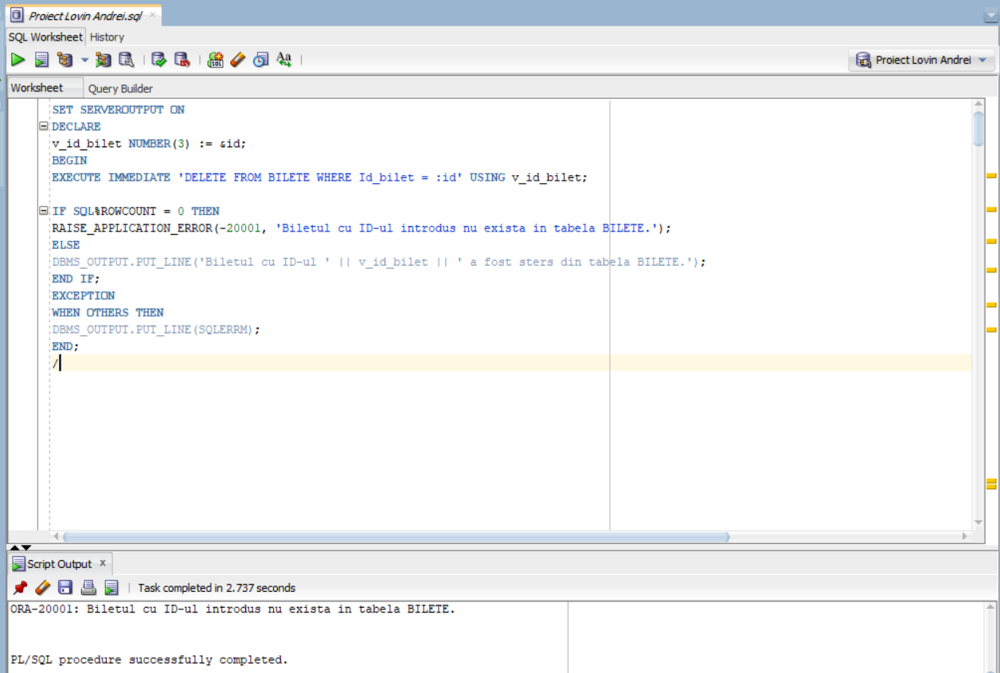 Proiect Lovin Andrei.sql
SQL Worksheet History
Proiect Lovin Andrei
Worksheet Query Builder
SET SERVEROUTPUT ON
DECLARE
v_id_bilet NUMBER(3) := &id;
BEGIN
EXECUTE IMMEDIATE 'DELETE FROM BILETE WHERE Id_bilet = :id' USING v_id_bilet;
IF SQL%ROWCOUNT = 0 THEN
RAISE_APPLICATION_ERROR(-20001, 'Biletul cu ID-ul introdus nu exista in tabela BILETE.');
ELSE
DBMS_OUTPUT.PUT_LINE('Biletul cu ID-ul ' || v_id_bilet || ' a fost sters din tabela BILETE.');
END IF;
EXCEPTION
WHEN OTHERS THEN
DBMS_OUTPUT.PUT_LINE(SQLERRM);
END;
/
Script Output x
Task completed in 2.737 seconds
ORA-20001: Biletul cu ID-ul introdus nu exista in tabela BILETE.
PL/SQL procedure successfully completed.